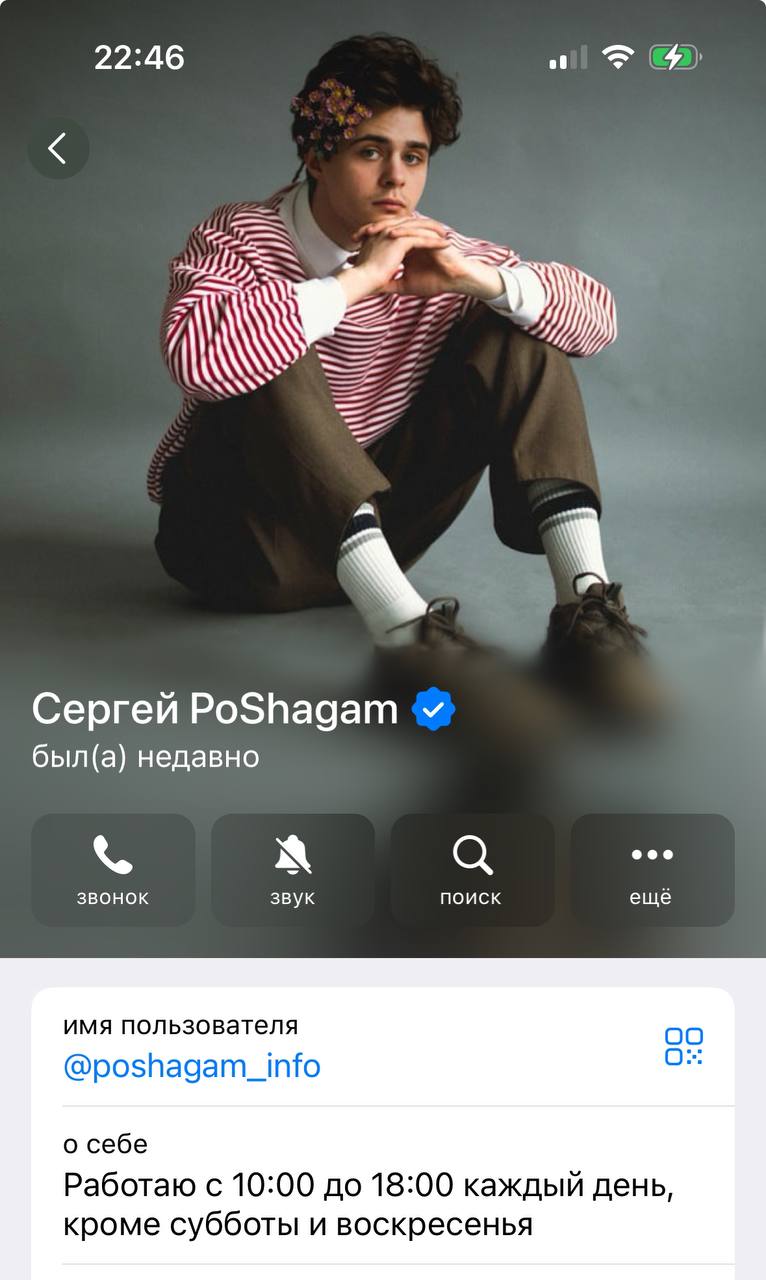 22:46
Сергей PoShagam
был(а) недавно
звонок
звук
поиск
ещё
имя пользователя
@poshagam_info
о себе
Работаю с 10:00 до 18:00 каждый день,
кроме субботы и воскресенья